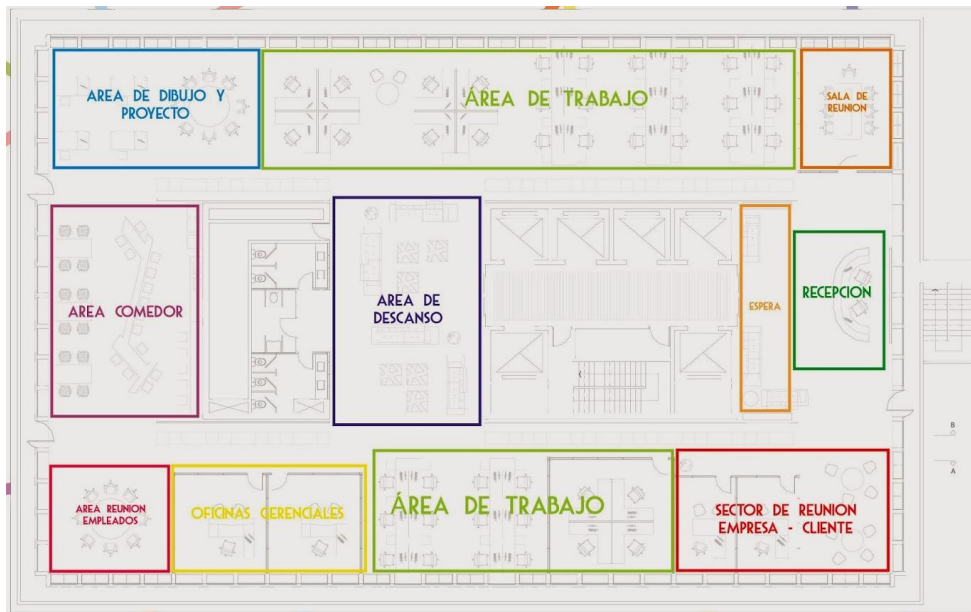 AREA DE DIBUJO Y
PROYECTO
ÁREA DE TRABAJO
SALA DE
REUNION
AREA COMEDOR
AREA DE
DESCANSO
ESPERA
RECEPCION
AREA REUNION
EMPLEADOS
OFICINAS GERENCIALES
ÁREA DE TRABAJO
SECTOR DE REUNION
EMPRESA - CLIENTE
B
A